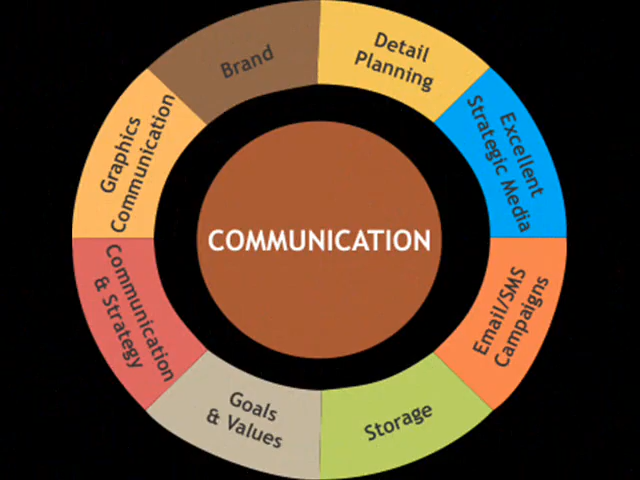 Brand
Detail
Planning
Excellent
Strategic Media
Email/SMS
Campaigns
Storage
Goals
& Values
Communication
& Strategy
Graphics
Communication
COMMUNICATION